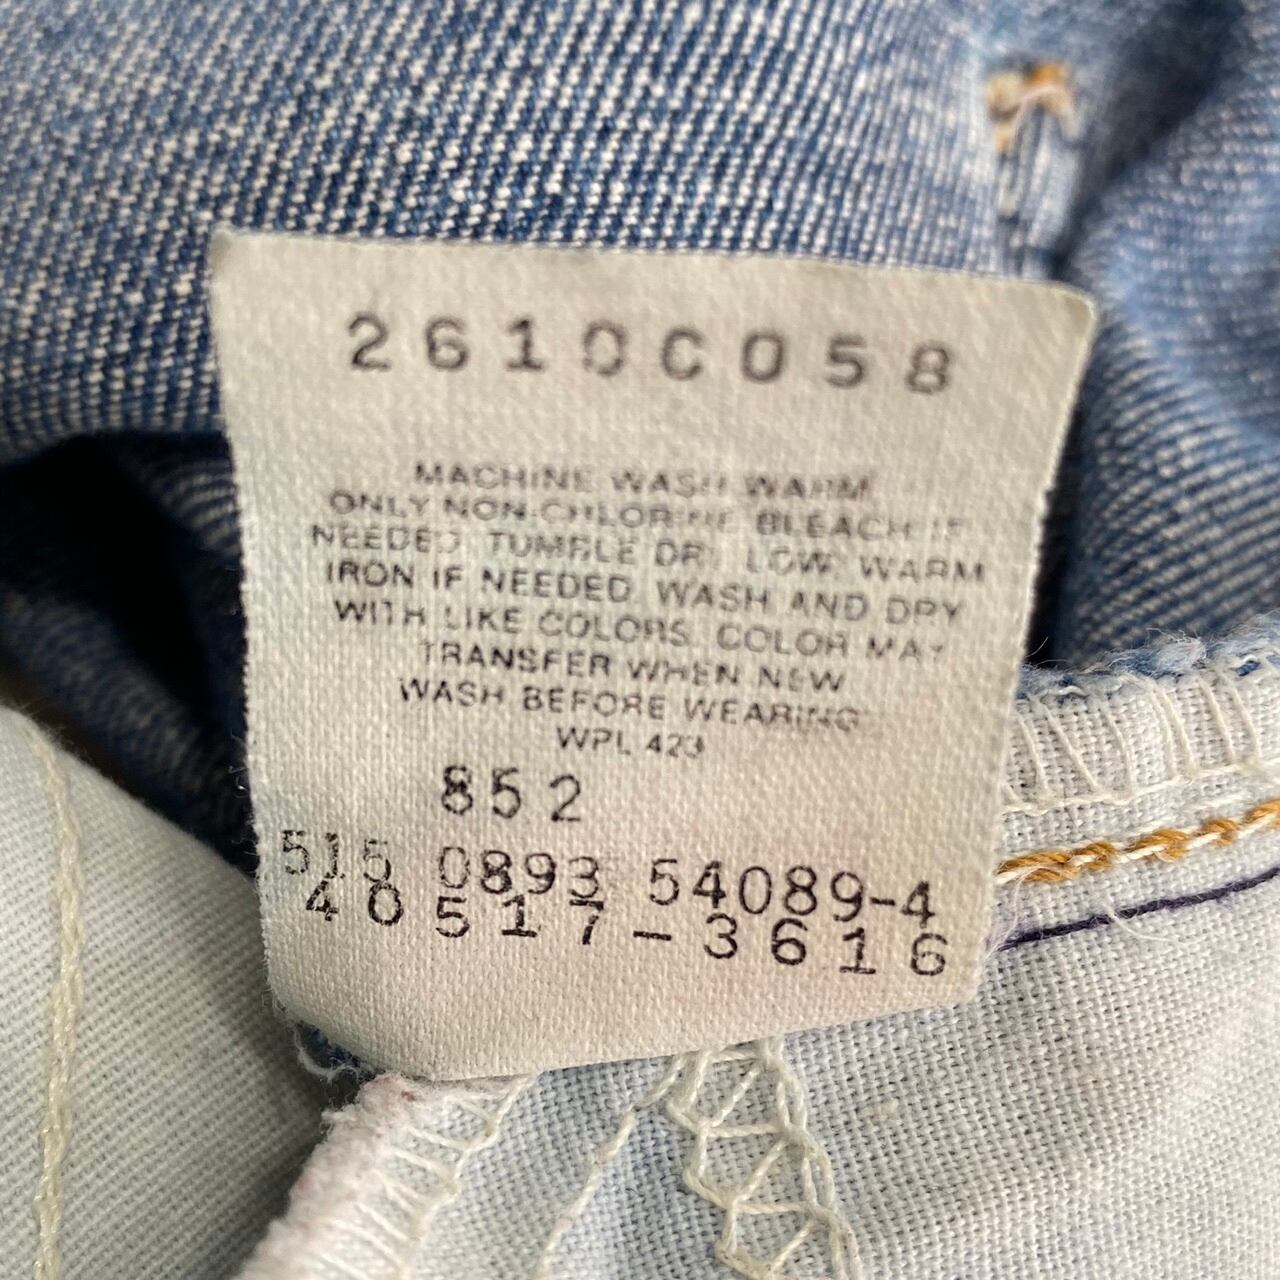 2610C058
MACHINE WASH WARM
ONLY NON-CHLORINE BLEACH IF
NEEDED. TUMBLE DRY LOW. WARM
IRON IF NEEDED. WASH AND DRY
WITH LIKE COLORS. COLOR MAY
TRANSFER WHEN NEW
WASH BEFORE WEARING
WPL 423
852
515 0893 54089-4
40517-3616